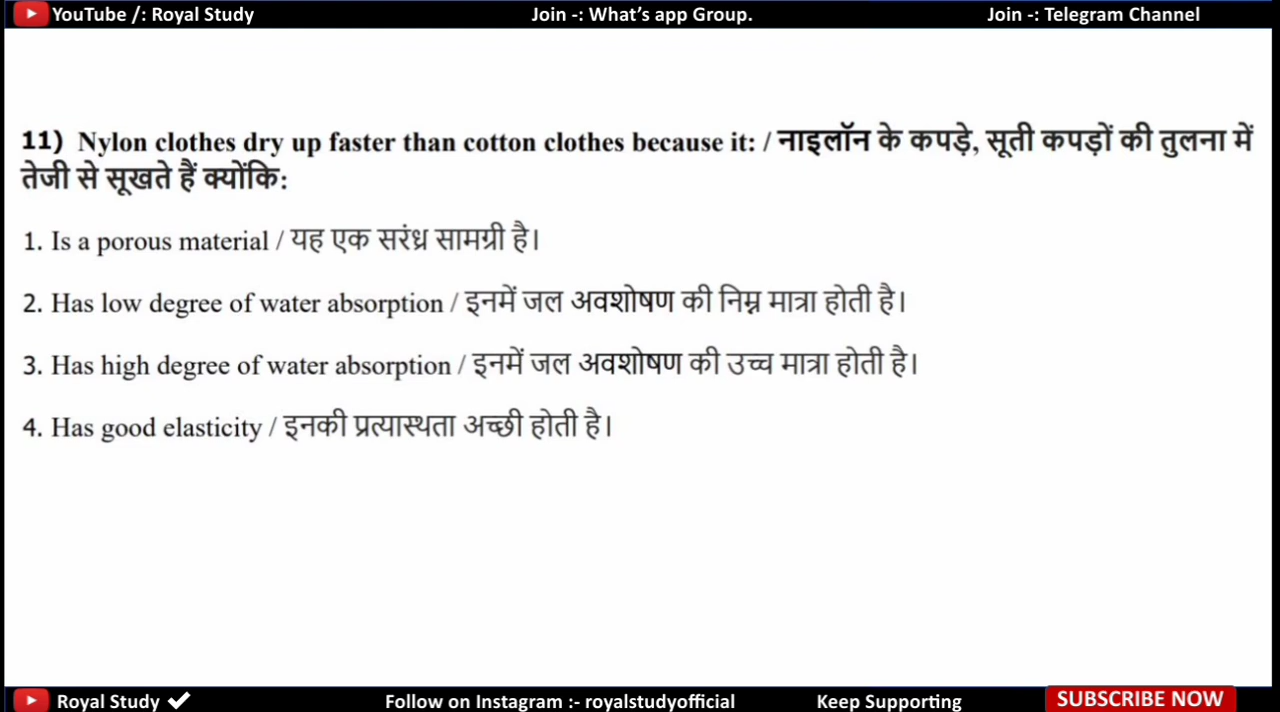 YouTube /: Royal Study Join -: What's app Group. Join -: Telegram Channel
11) Nylon clothes dry up faster than cotton clothes because it: / नाइलॉन के कपड़े, सूती कपड़ों की तुलना में
तेजी से सूखते हैं क्योंकि:
1. Is a porous material / यह एक सरंध्र सामग्री है।
2. Has low degree of water absorption / इनमें जल अवशोषण की निम्न मात्रा होती है।
3. Has high degree of water absorption / इनमें जल अवशोषण की उच्च मात्रा होती है।
4. Has good elasticity / इनकी प्रत्यास्थता अच्छी होती है।
Royal Study Follow on Instagram :- royalstudyofficial Keep Supporting SUBSCRIBE NOW